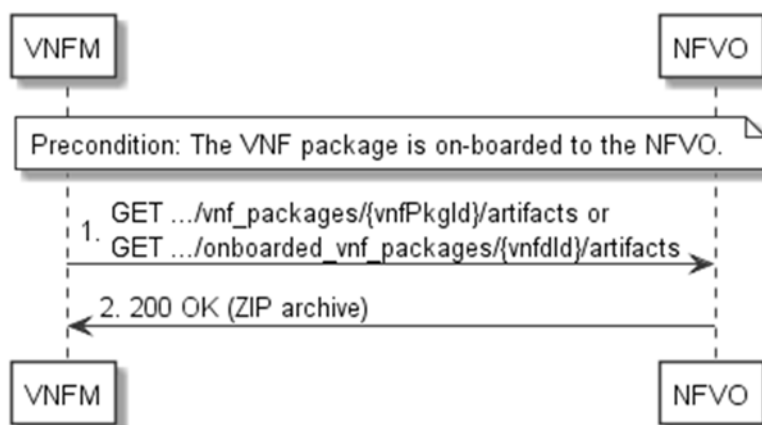 VNFM NFVO
Precondition: The VNF package is on-boarded to the NFVO.
1. GET .../vnf_packages/{vnfPkgId}/artifacts or
GET .../onboarded_vnf_packages/{vnfdId}/artifacts
2. 200 OK (ZIP archive)
VNFM NFVO